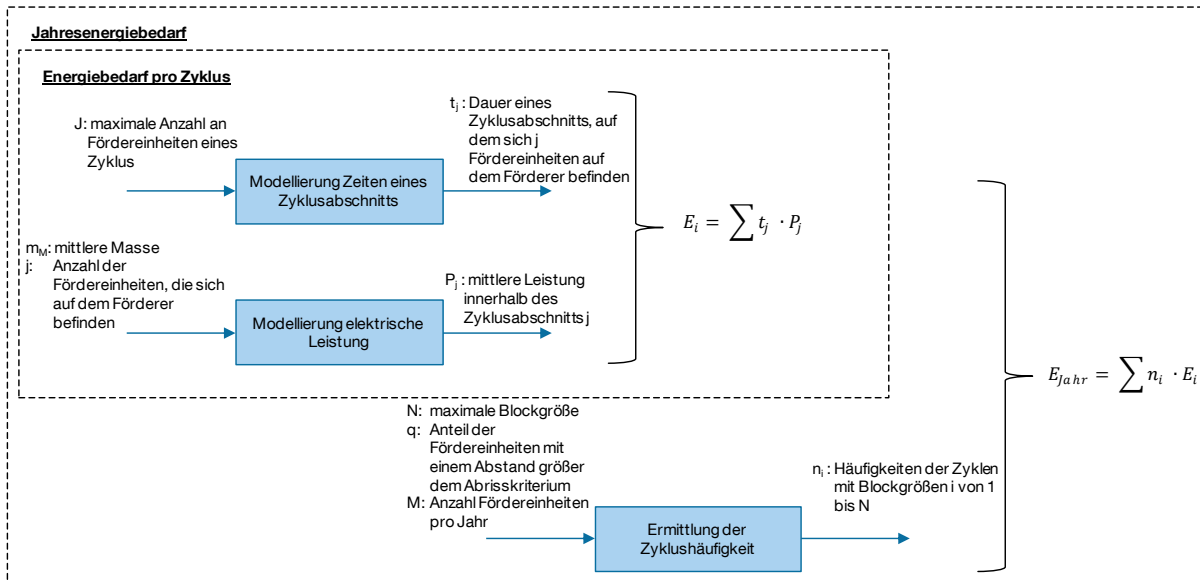 Jahresenergiebedarf
Energiebedarf pro Zyklus
J: maximale Anzahl an
Fördereinheiten eines
Zyklus
Modellierung Zeiten eines
Zyklusabschnitts
t_j : Dauer eines
Zyklusabschnitts, auf
dem sich j
Fördereinheiten auf
dem Förderer befinden
m_M: mittlere Masse
j: Anzahl der
Fördereinheiten, die sich
auf dem Förderer
befinden
Modellierung elektrische
Leistung
P_j : mittlere Leistung
innerhalb des
Zyklusabschnitts j
E_i = ∑ t_j · P_j
N: maximale Blockgröße
q: Anteil der
Fördereinheiten mit
einem Abstand größer
dem Abrisskriterium
M: Anzahl Fördereinheiten
pro Jahr
Ermittlung der
Zyklushäufigkeit
n_i : Häufigkeiten der Zyklen
mit Blockgrößen i von 1
bis N
E_Jahr = ∑ n_i · E_i